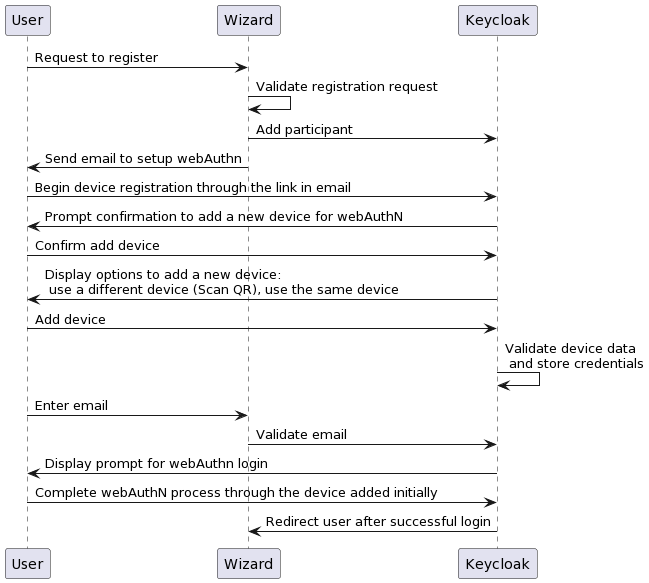 User Wizard Keycloak
Request to register
Validate registration request
Add participant
Send email to setup webAuthn
Begin device registration through the link in email
Prompt confirmation to add a new device for webAuthN
Confirm add device
Display options to add a new device:
use a different device (Scan QR), use the same device
Add device
Validate device data
and store credentials
Enter email
Validate email
Display prompt for webAuthn login
Complete webAuthN process through the device added initially
Redirect user after successful login
User Wizard Keycloak